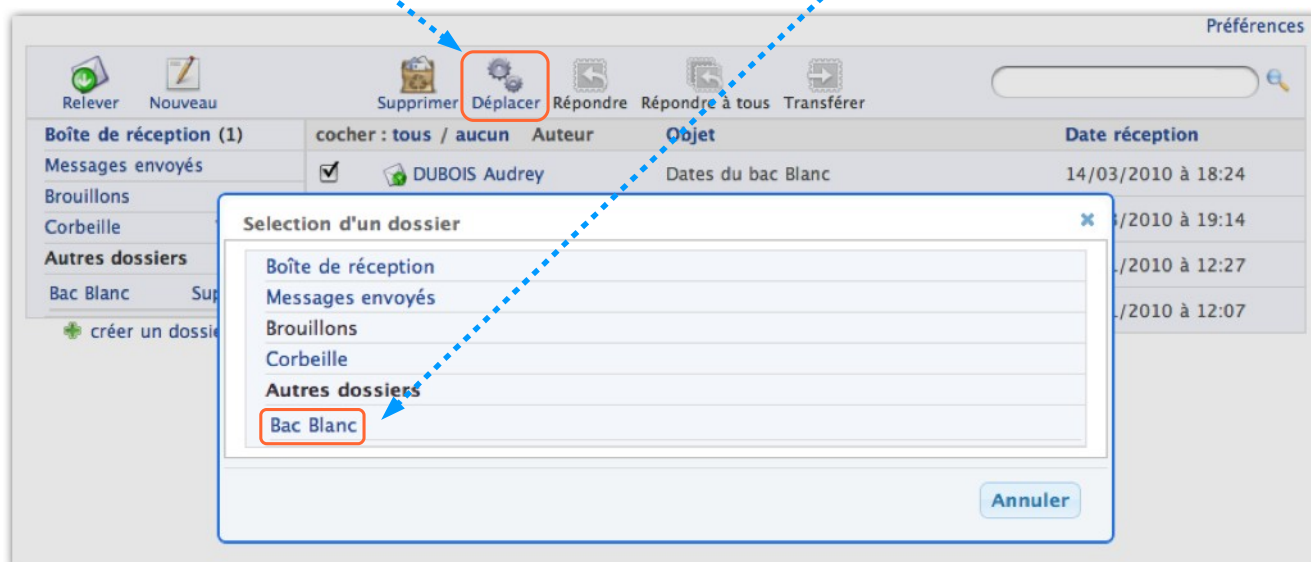 Préférences
Relever Nouveau Supprimer Déplacer Répondre Répondre à tous Transférer
Boîte de réception (1) cocher : tous / aucun Auteur Objet Date réception
Messages envoyés DUBOIS Audrey Dates du bac Blanc 14/03/2010 à 18:24
Brouillons
Corbeille /2010 à 19:14
Autres dossiers /2010 à 12:27
Bac Blanc Sup /2010 à 12:07
créer un dossie
Selection d'un dossier
Boîte de réception
Messages envoyés
Brouillons
Corbeille
Autres dossiers
Bac Blanc
Annuler